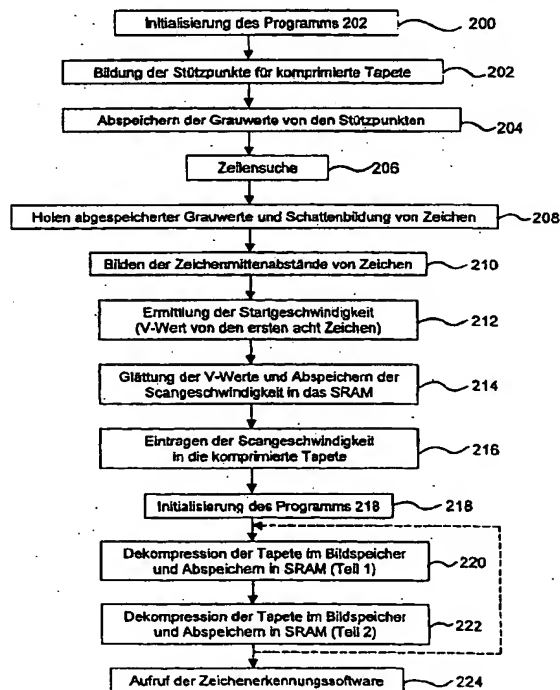 Initialisierung des Programms 202
200
Bildung der Stützpunkte für komprimierte Tapete
202
Abspeichern der Grauwerte von den Stützpunkten
204
Zeilensuche
206
Holen abgespeicherter Grauwerte und Schattenbildung von Zeichen
208
Bilden der Zeichenmittenabstände von Zeichen
210
Ermittlung der Startgeschwindigkeit
(V-Wert von den ersten acht Zeichen)
212
Glättung der V-Werte und Abspeichern der
Scangeschwindigkeit in das SRAM
214
Eintragen der Scangeschwindigkeit
in die komprimierte Tapete
216
Initialisierung des Programms 218
218
Dekompression der Tapete im Bildspeicher
und Abspeichern in SRAM (Teil 1)
220
Dekompression der Tapete im Bildspeicher
und Abspeichern in SRAM (Teil 2)
222
Aufruf der Zeichenerkennungssoftware
224